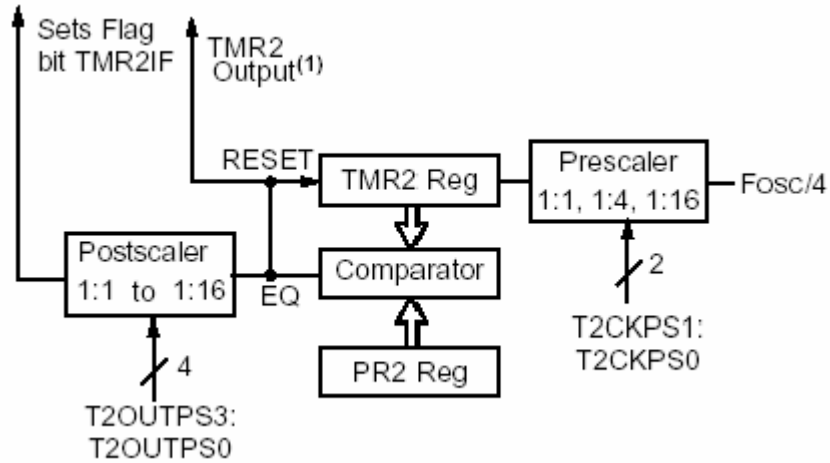 Sets Flag
bit TMR2IF
TMR2
Output(1)
RESET
TMR2 Reg
Prescaler
1:1, 1:4, 1:16
Fosc/4
Postscaler
1:1 to 1:16
EQ
Comparator
2
T2CKPS1:
T2CKPS0
PR2 Reg
4
T2OUTPS3:
T2OUTPS0